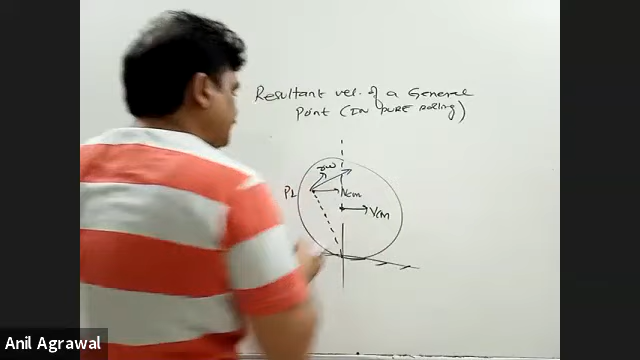 Resultant vel. of a General
Point (IN PURE Rolling)
rω
P1
Vcm
Vcm
Anil Agrawal